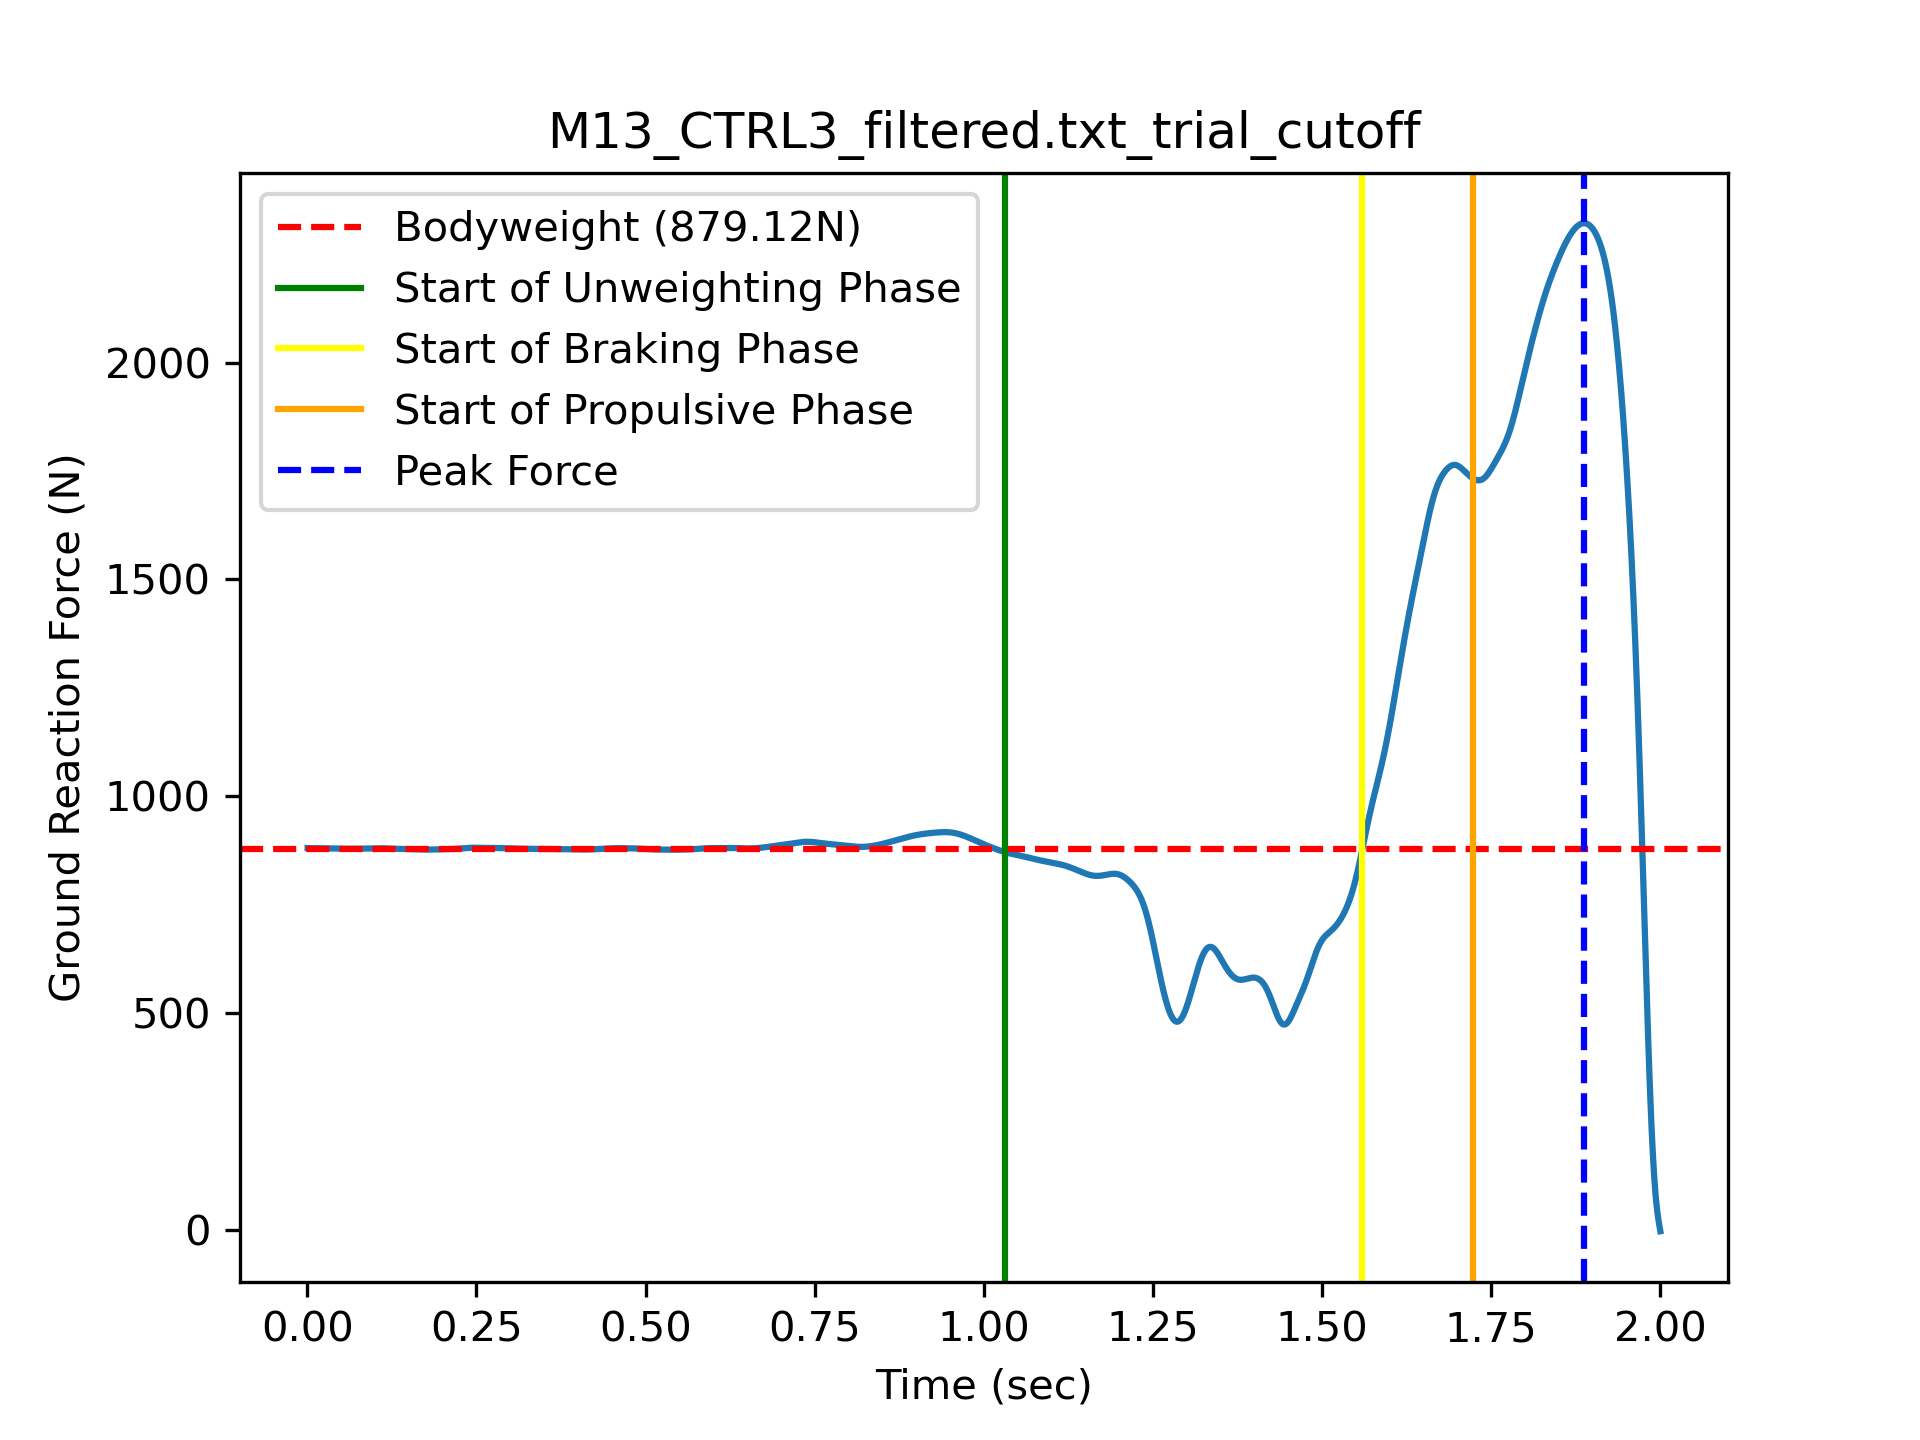 M13_CTRL3_filtered.txt_trial_cutoff
Bodyweight (879.12N)
Start of Unweighting Phase
Start of Braking Phase
Start of Propulsive Phase
Peak Force
Ground Reaction Force (N)
2000
1500
1000
500
0
0.00 0.25 0.50 0.75 1.00 1.25 1.50 1.75 2.00
Time (sec)